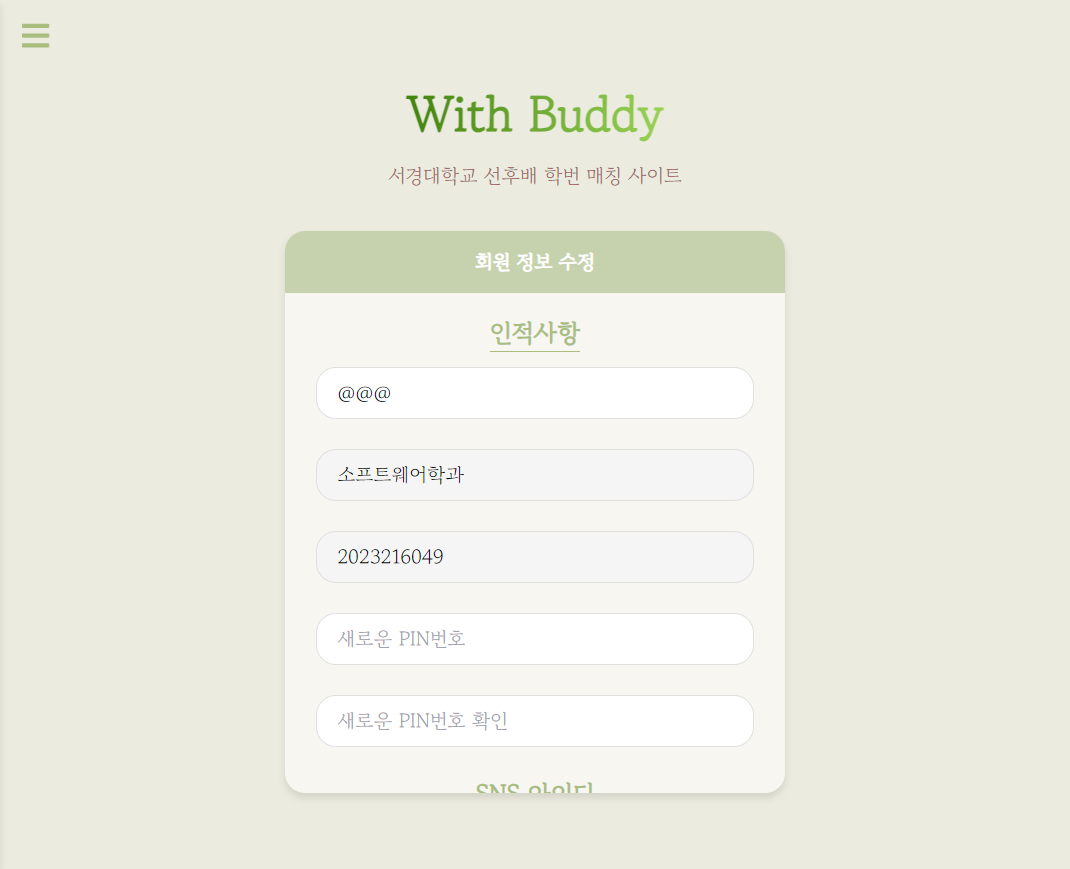 With Buddy
서경대학교 선후배 학번 매칭 사이트
회원 정보 수정
인적사항
@@@
소프트웨어학과
2023216049
새로운 PIN번호
새로운 PIN번호 확인
SNS 아이디